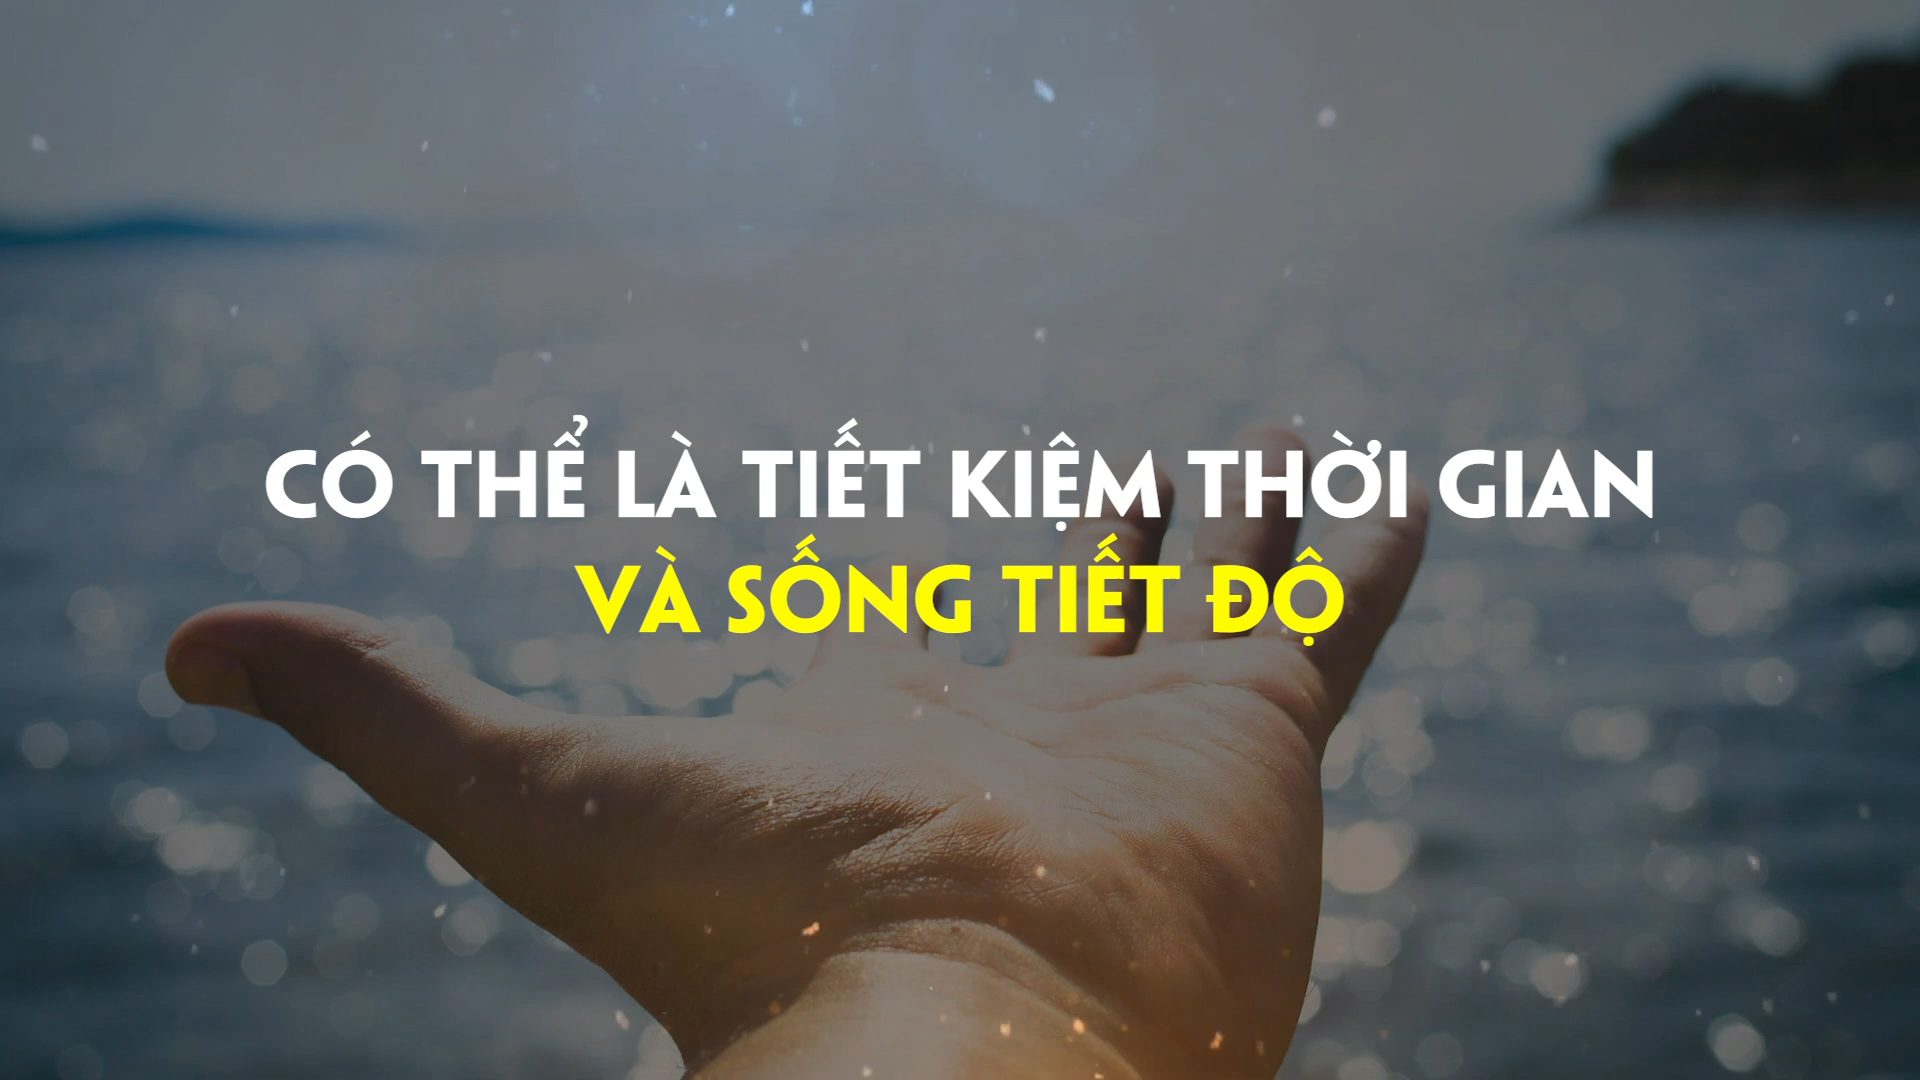 CÓ THỂ LÀ TIẾT KIỆM THỜI GIAN
VÀ SỐNG TIẾT ĐỘ